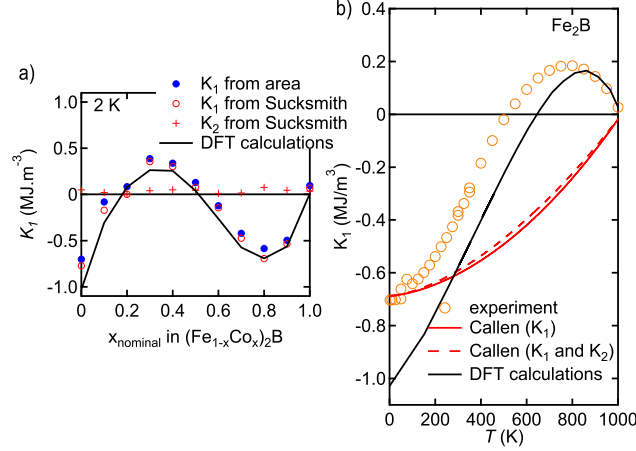 a)
K1 from area
K1 from Sucksmith
K2 from Sucksmith
DFT calculations
2 K
1.0
0.5
0
-0.5
-1.0
K1 (MJ.m-3)
0.0 0.2 0.4 0.6 0.8 1.0
xnominal in (Fe1-xCox)2B
b)
Fe2B
0.4
0.2
0.0
-0.2
-0.4
-0.6
-0.8
-1.0
K1 (MJ/m3)
experiment
Callen (K1)
Callen (K1 and K2)
DFT calculations
0 200 400 600 800 1000
T (K)